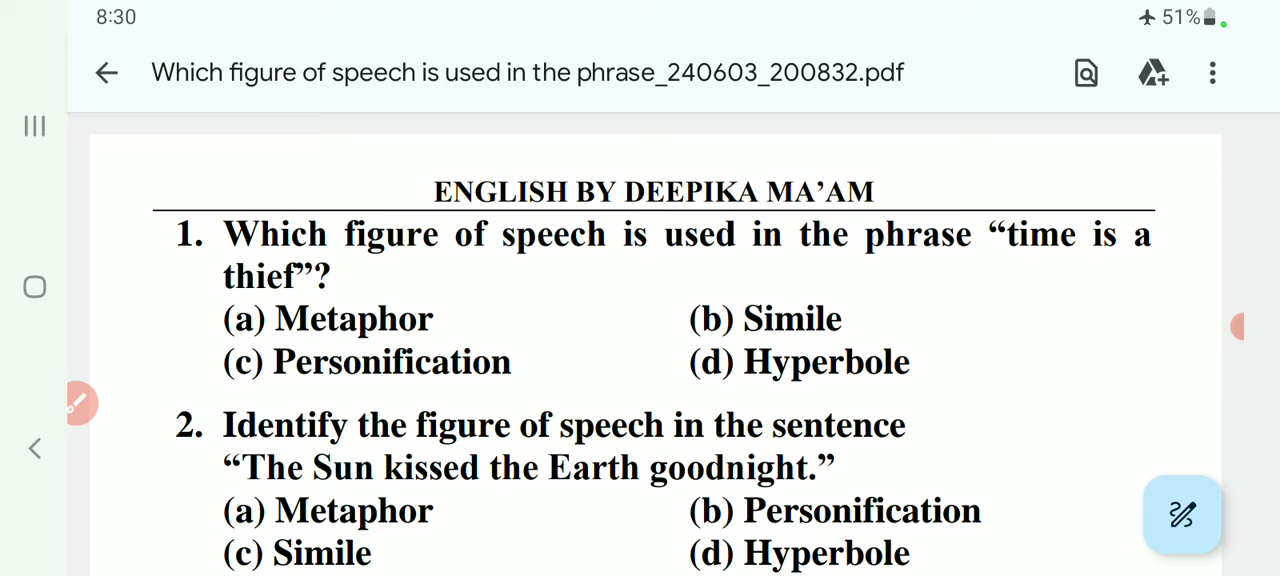 8:30
51%
Which figure of speech is used in the phrase_240603_200832.pdf
ENGLISH BY DEEPIKA MA’AM
1. Which figure of speech is used in the phrase “time is a
thief”?
(a) Metaphor (b) Simile
(c) Personification (d) Hyperbole
2. Identify the figure of speech in the sentence
“The Sun kissed the Earth goodnight.”
(a) Metaphor (b) Personification
(c) Simile (d) Hyperbole